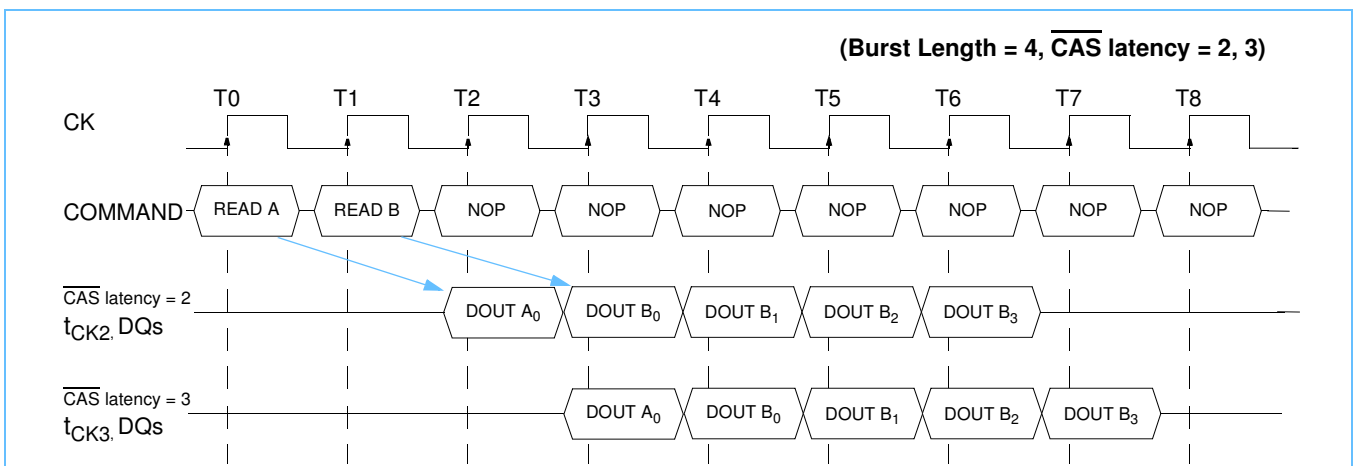 (Burst Length = 4, CAS latency = 2, 3)
T0 T1 T2 T3 T4 T5 T6 T7 T8
CK
COMMAND READ A READ B NOP NOP NOP NOP NOP NOP NOP
CAS latency = 2
tCK2, DQs DOUT A0 DOUT B0 DOUT B1 DOUT B2 DOUT B3
CAS latency = 3
tCK3, DQs DOUT A0 DOUT B0 DOUT B1 DOUT B2 DOUT B3